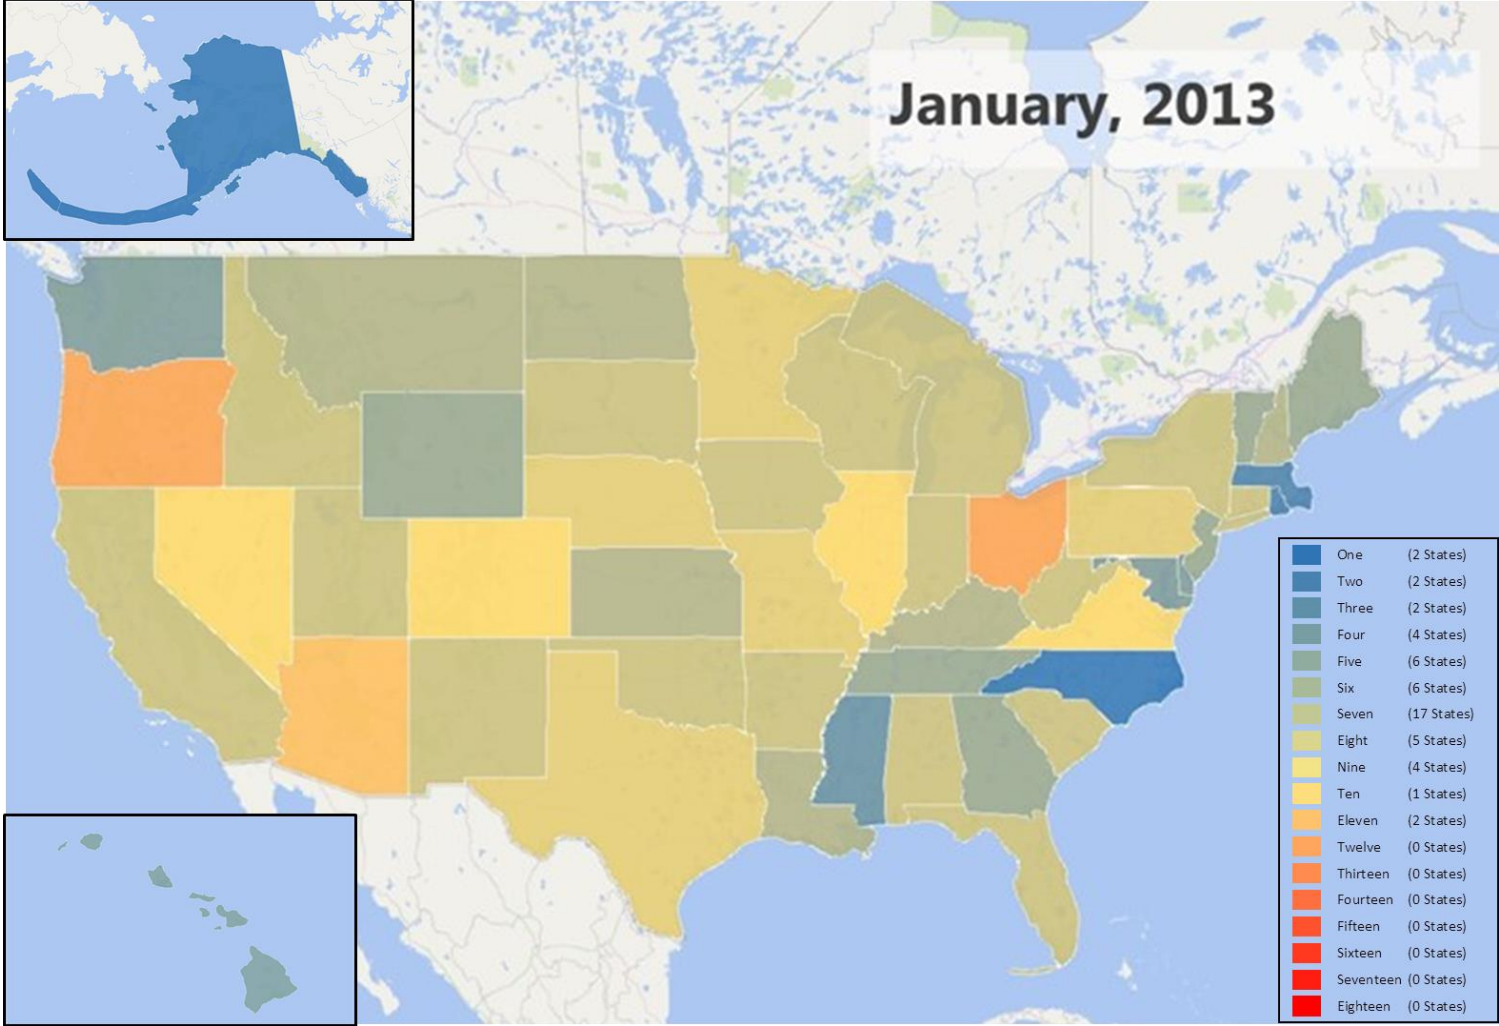 January, 2013
One (2 States)
Two (2 States)
Three (2 States)
Four (4 States)
Five (6 States)
Six (6 States)
Seven (17 States)
Eight (5 States)
Nine (4 States)
Ten (1 States)
Eleven (2 States)
Twelve (0 States)
Thirteen (0 States)
Fourteen (0 States)
Fifteen (0 States)
Sixteen (0 States)
Seventeen (0 States)
Eighteen (0 States)